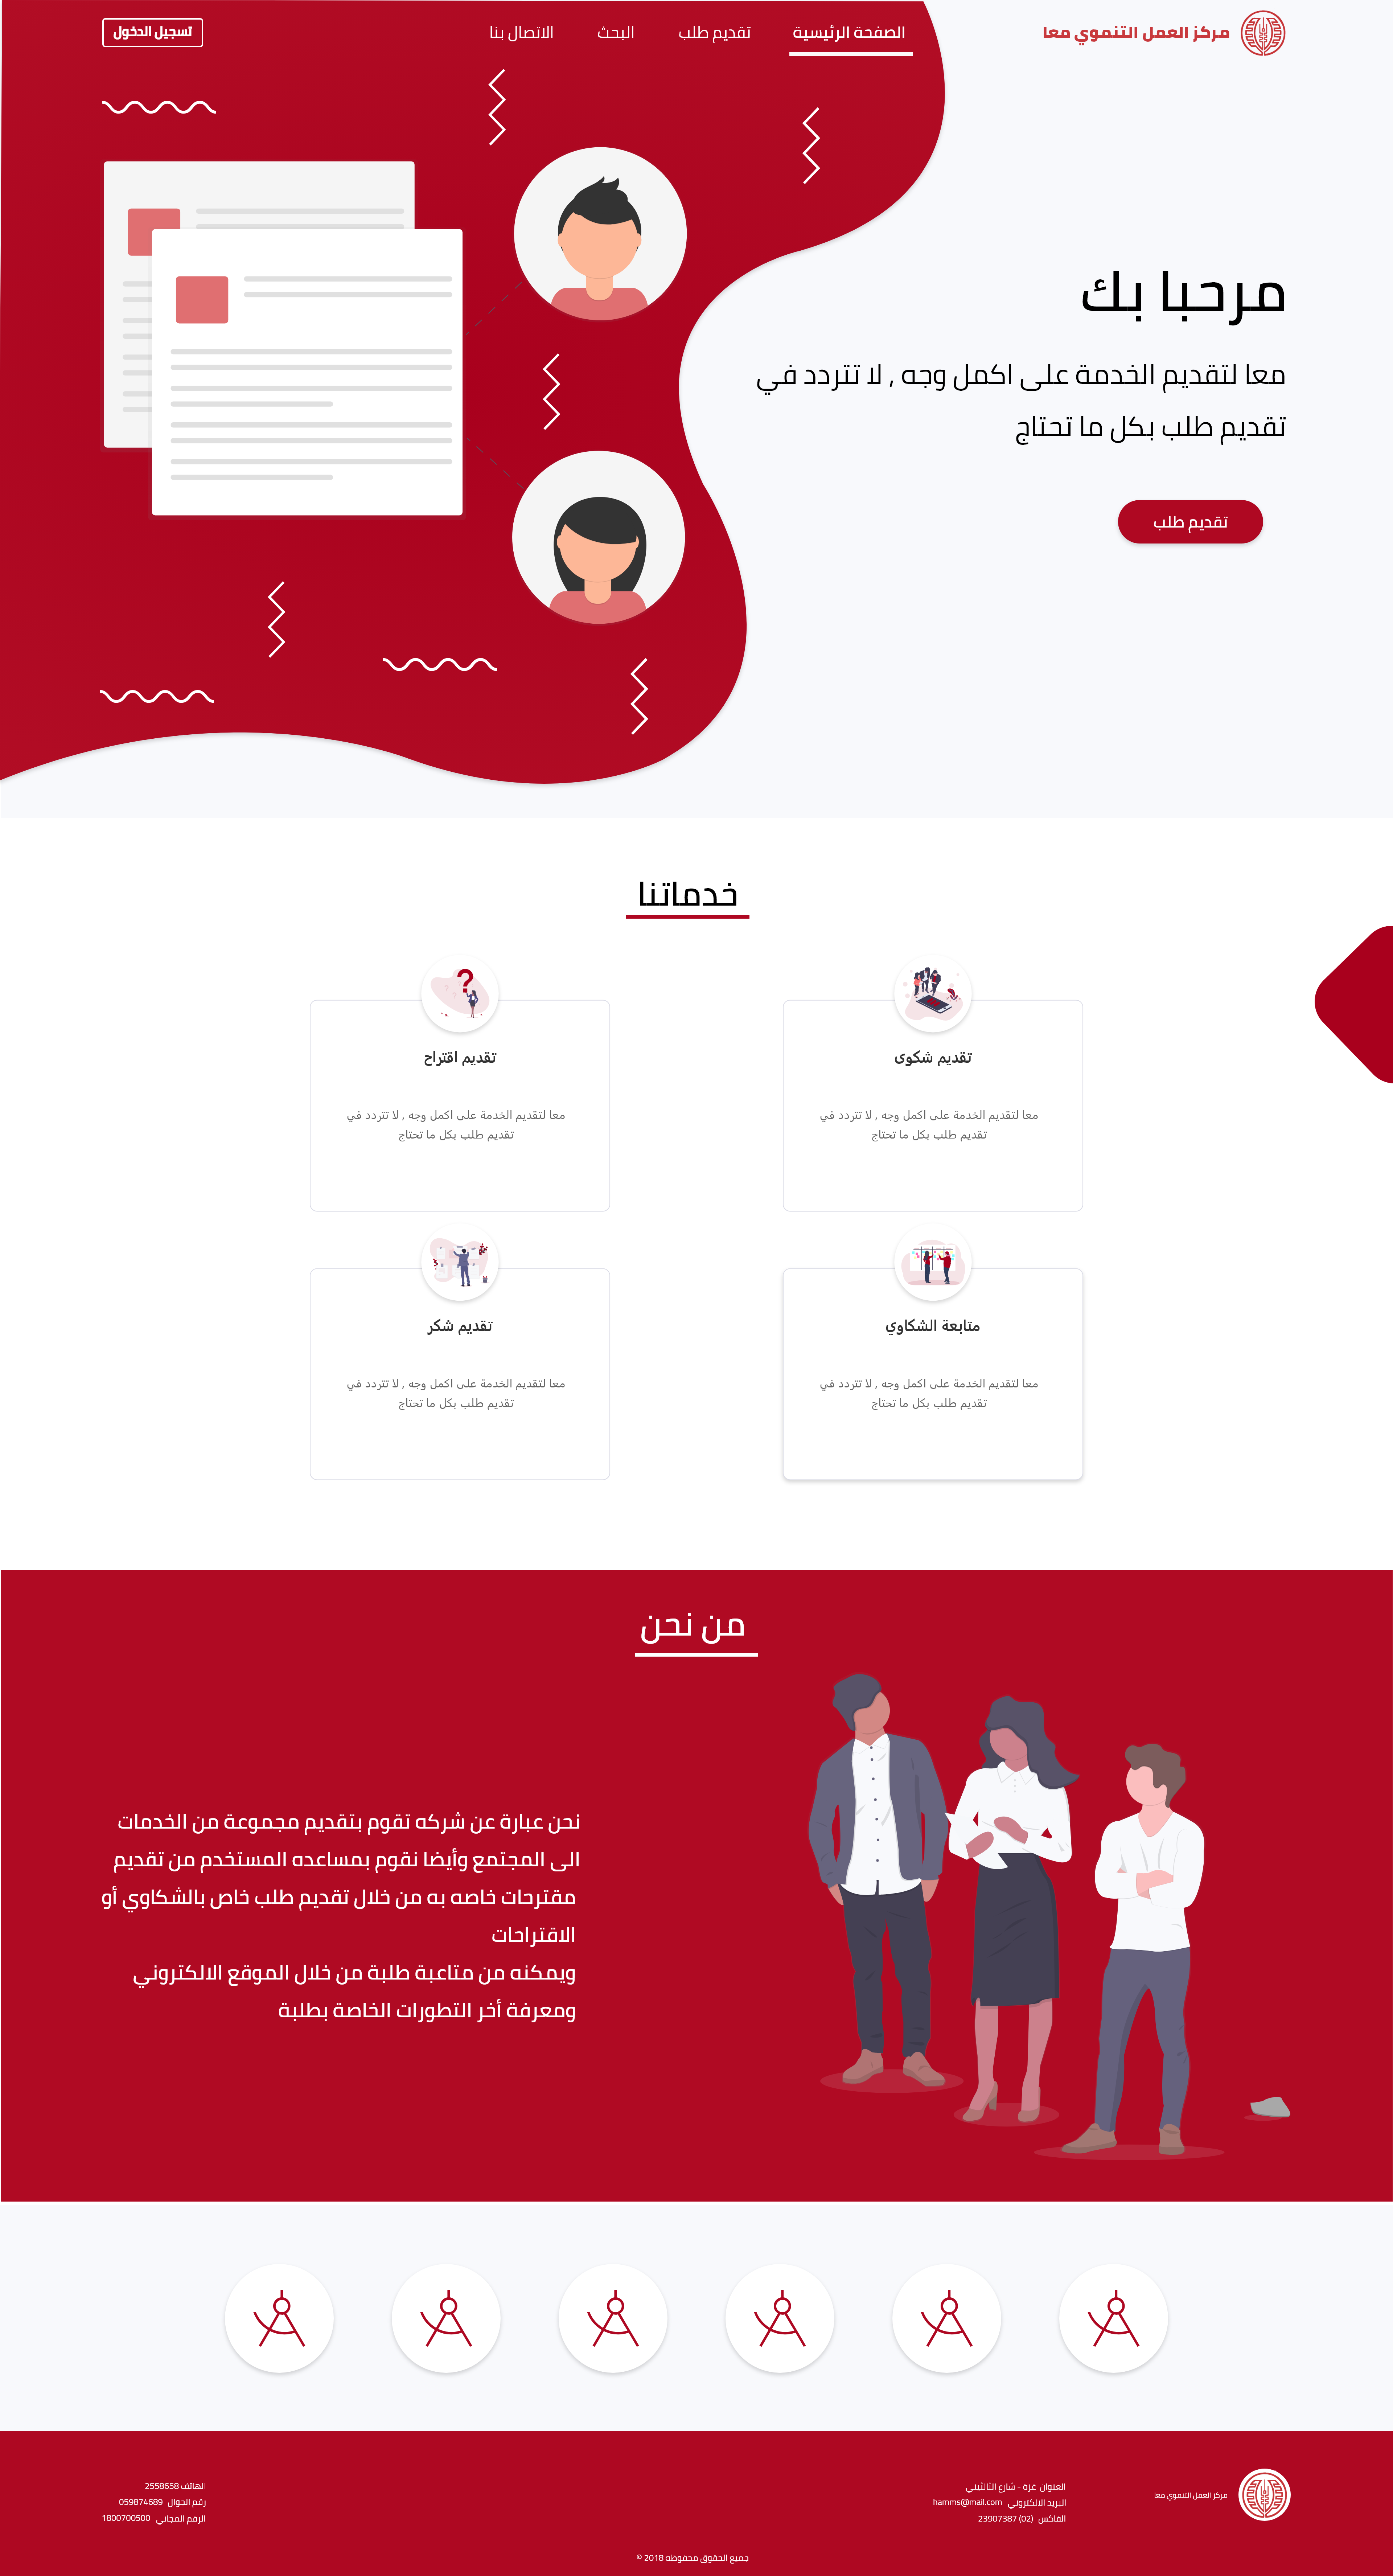 مركز العمل التنموي معا
الصفحة الرئيسية
تقديم طلب
البحث
الاتصال بنا
تسجيل الدخول
مرحبا بك
معا لتقديم الخدمة على اكمل وجه , لا تتردد في
تقديم طلب بكل ما تحتاج
تقديم طلب
خدماتنا
تقديم شكوى
معا لتقديم الخدمة على اكمل وجه , لا تتردد في
تقديم طلب بكل ما تحتاج
تقديم اقتراح
معا لتقديم الخدمة على اكمل وجه , لا تتردد في
تقديم طلب بكل ما تحتاج
متابعة الشكاوي
معا لتقديم الخدمة على اكمل وجه , لا تتردد في
تقديم طلب بكل ما تحتاج
تقديم شكر
معا لتقديم الخدمة على اكمل وجه , لا تتردد في
تقديم طلب بكل ما تحتاج
من نحن
نحن عبارة عن شركه تقوم بتقديم مجموعة من الخدمات
الى المجتمع وأيضا نقوم بمساعده المستخدم من تقديم
مقترحات خاصه به من خلال تقديم طلب خاص بالشكاوي أو
الاقتراحات
ويمكنه من متاعبة طلبة من خلال الموقع الالكتروني
ومعرفة أخر التطورات الخاصة بطلبة
مركز العمل التنموي معا
العنوان غزة - شارع الثالثيني
البريد الالكتروني hamms@mail.com
الفاكس (02) 23907387
الهاتف 2558658
رقم الجوال 059874689
الرقم المجاني 1800700500
جميع الحقوق محفوظه 2018 ©